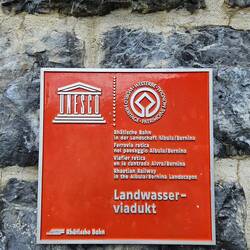 UNESCO
Rhätische Bahn
in der Landschaft Albula/Bernina
Ferrovia retica
nel paesaggio Albula/Bernina
Viafier retica
en la cuntrada Alvra/Bernina
Rhaetian Railway
in the Albula/Bernina Landscapes
Landwasser-
viadukt
Rhätische Bahn